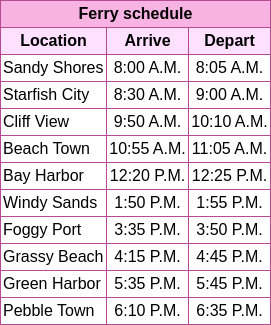 Ferry schedule
Location Arrive Depart
Sandy Shores 8:00 A.M. 8:05 A.M.
Starfish City 8:30 A.M. 9:00 A.M.
Cliff View 9:50 A.M. 10:10 A.M.
Beach Town 10:55 A.M. 11:05 A.M.
Bay Harbor 12:20 P.M. 12:25 P.M.
Windy Sands 1:50 P.M. 1:55 P.M.
Foggy Port 3:35 P.M. 3:50 P.M.
Grassy Beach 4:15 P.M. 4:45 P.M.
Green Harbor 5:35 P.M. 5:45 P.M.
Pebble Town 6:10 P.M. 6:35 P.M.